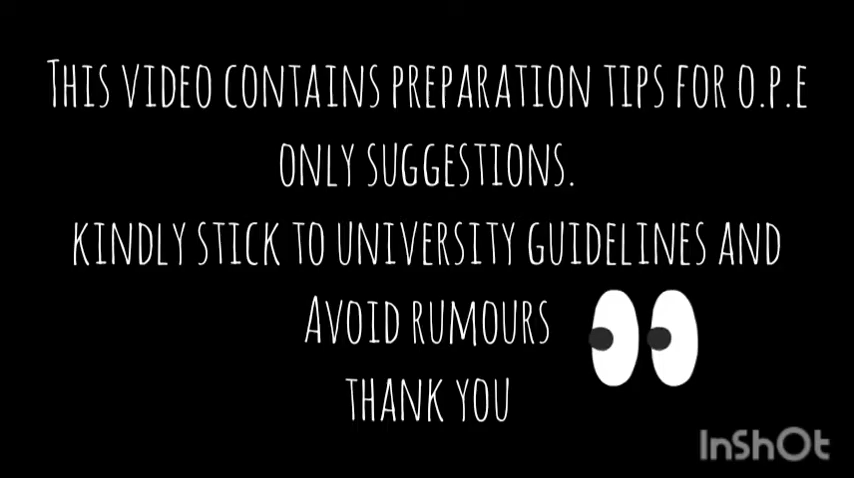 This video contains preparation tips for o.p.e
only suggestions.
kindly stick to university guidelines and
Avoid rumours
thank you
InShOt